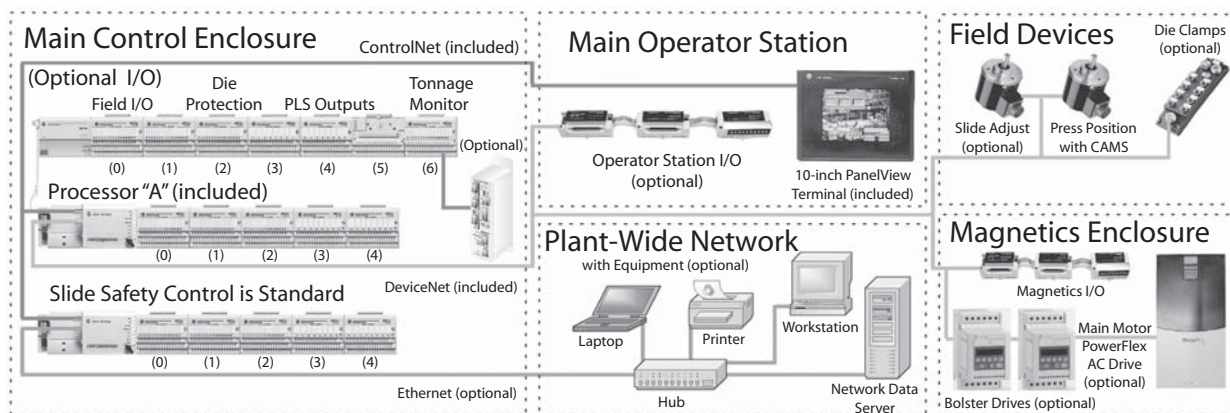 Main Control Enclosure
ControlNet (included)
(Optional I/O)
Field I/O
Die
Protection
PLS Outputs
Tonnage
Monitor
(Optional)
(0)
(1)
(2)
(3)
(4)
(5)
(6)
Processor "A" (included)
(0)
(1)
(2)
(3)
(4)
DeviceNet (included)
Slide Safety Control is Standard
(0)
(1)
(2)
(3)
(4)
Ethernet (optional)
Main Operator Station
Operator Station I/O
(optional)
10-inch PanelView
Terminal (included)
Plant-Wide Network
with Equipment (optional)
Laptop
Printer
Workstation
Hub
Network Data
Server
Field Devices
Die Clamps
(optional)
Slide Adjust
(optional)
Press Position
with CAMS
Magnetics Enclosure
Magnetics I/O
Main Motor
PowerFlex
AC Drive
(optional)
Bolster Drives (optional)